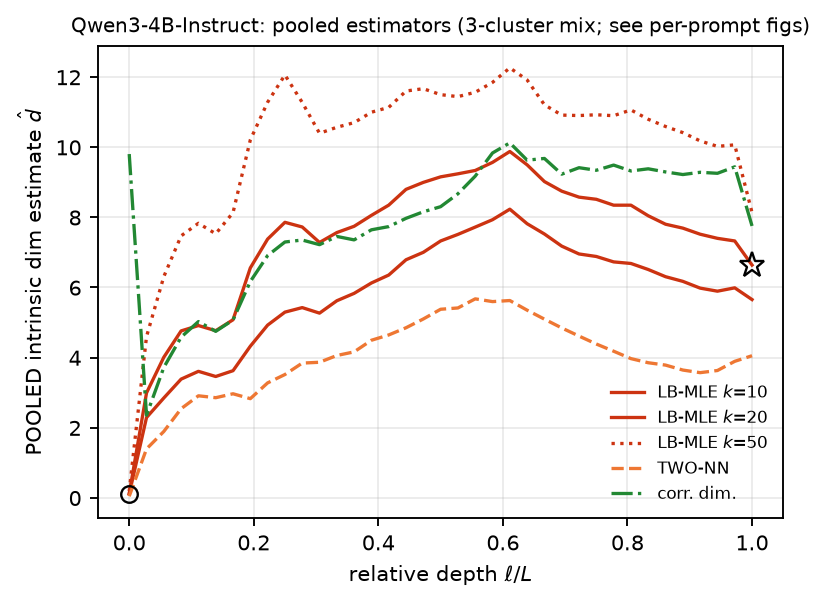 Qwen3-4B-Instruct: pooled estimators (3-cluster mix; see per-prompt figs)
POOLED intrinsic dim estimate d̂
12
10
8
6
4
2
0
LB-MLE k=10
LB-MLE k=20
LB-MLE k=50
TWO-NN
corr. dim.
0.0 0.2 0.4 0.6 0.8 1.0
relative depth ℓ/L